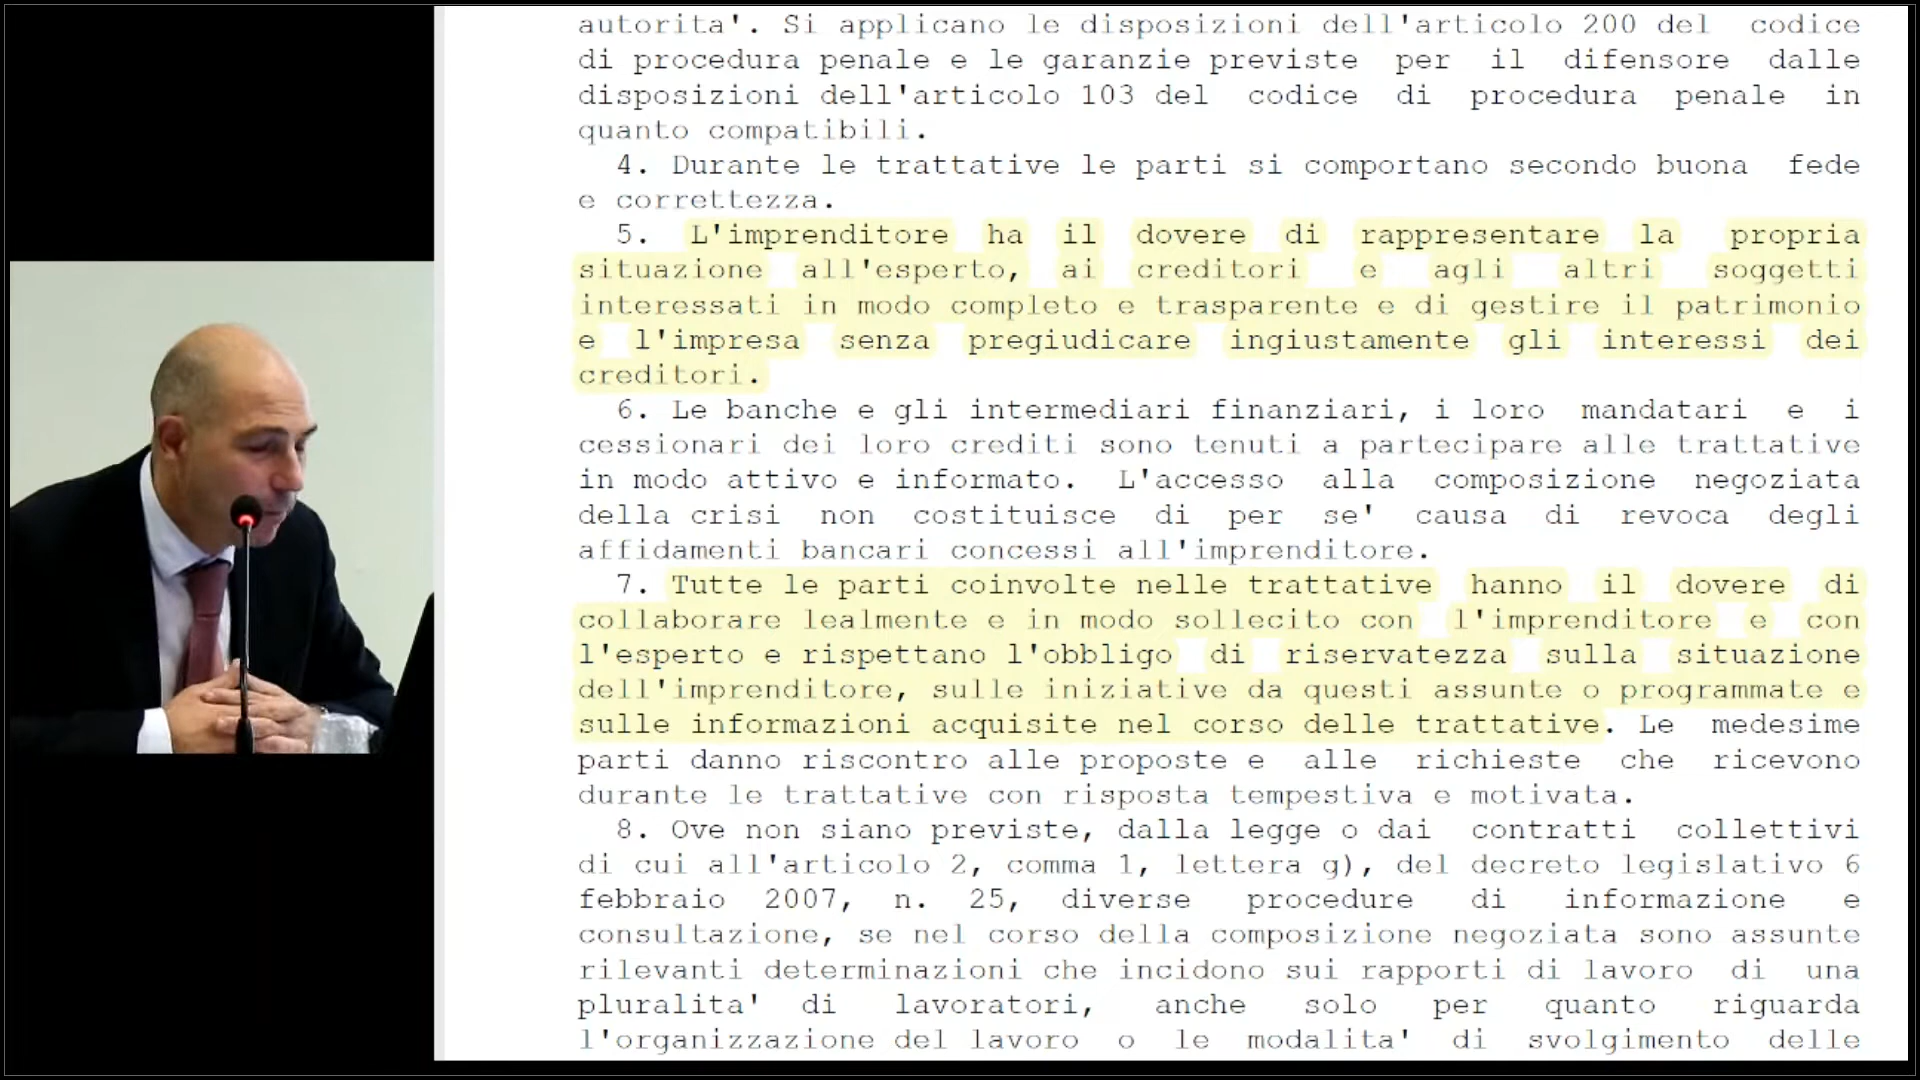 autorita'. Si applicano le disposizioni dell'articolo 200 del codice
di procedura penale e le garanzie previste per il difensore dalle
disposizioni dell'articolo 103 del codice di procedura penale in
quanto compatibili.
4. Durante le trattative le parti si comportano secondo buona fede
e correttezza.
5. L'imprenditore ha il dovere di rappresentare la propria
situazione all'esperto, ai creditori e agli altri soggetti
interessati in modo completo e trasparente e di gestire il patrimonio
e l'impresa senza pregiudicare ingiustamente gli interessi dei
creditori.
6. Le banche e gli intermediari finanziari, i loro mandatari e i
cessionari dei loro crediti sono tenuti a partecipare alle trattative
in modo attivo e informato. L'accesso alla composizione negoziata
della crisi non costituisce di per se' causa di revoca degli
affidamenti bancari concessi all'imprenditore.
7. Tutte le parti coinvolte nelle trattative hanno il dovere di
collaborare lealmente e in modo sollecito con l'imprenditore e con
l'esperto e rispettano l'obbligo di riservatezza sulla situazione
dell'imprenditore, sulle iniziative da questi assunte o programmate e
sulle informazioni acquisite nel corso delle trattative. Le medesime
parti danno riscontro alle proposte e alle richieste che ricevono
durante le trattative con risposta tempestiva e motivata.
8. Ove non siano previste, dalla legge o dai contratti collettivi
di cui all'articolo 2, comma 1, lettera g), del decreto legislativo 6
febbraio 2007, n. 25, diverse procedure di informazione e
consultazione, se nel corso della composizione negoziata sono assunte
rilevanti determinazioni che incidono sui rapporti di lavoro di una
pluralita' di lavoratori, anche solo per quanto riguarda
l'organizzazione del lavoro o le modalita' di svolgimento delle